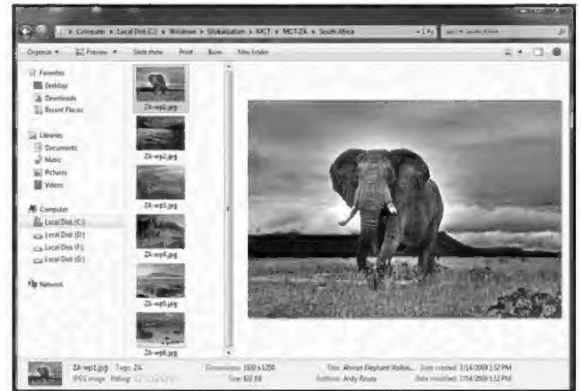 Computer ▸ Local Disk (C:) ▸ Windows ▸ Globalization ▸ MCT ▸ MCT-ZA ▸ South Africa
Organize ▾ Preview ▾ Slide show Print Burn New folder
Favorites
Desktop
Downloads
Recent Places
Libraries
Documents
Music
Pictures
Videos
Computer
Local Disk (C:)
Local Disk (D:)
Local Disk (F:)
Local Disk (G:)
Network
ZA-wp1.jpg
ZA-wp2.jpg
ZA-wp3.jpg
ZA-wp4.jpg
ZA-wp5.jpg
ZA-wp1.jpg Tags: ZA Dimensions: 1920 x 1200 Title: African Elephant Date created: 7/14/2009 1:32 PM
JPEG image Rating: Size: Authors: Andy Rouse Date modified: 7/14/2009 1:32 PM